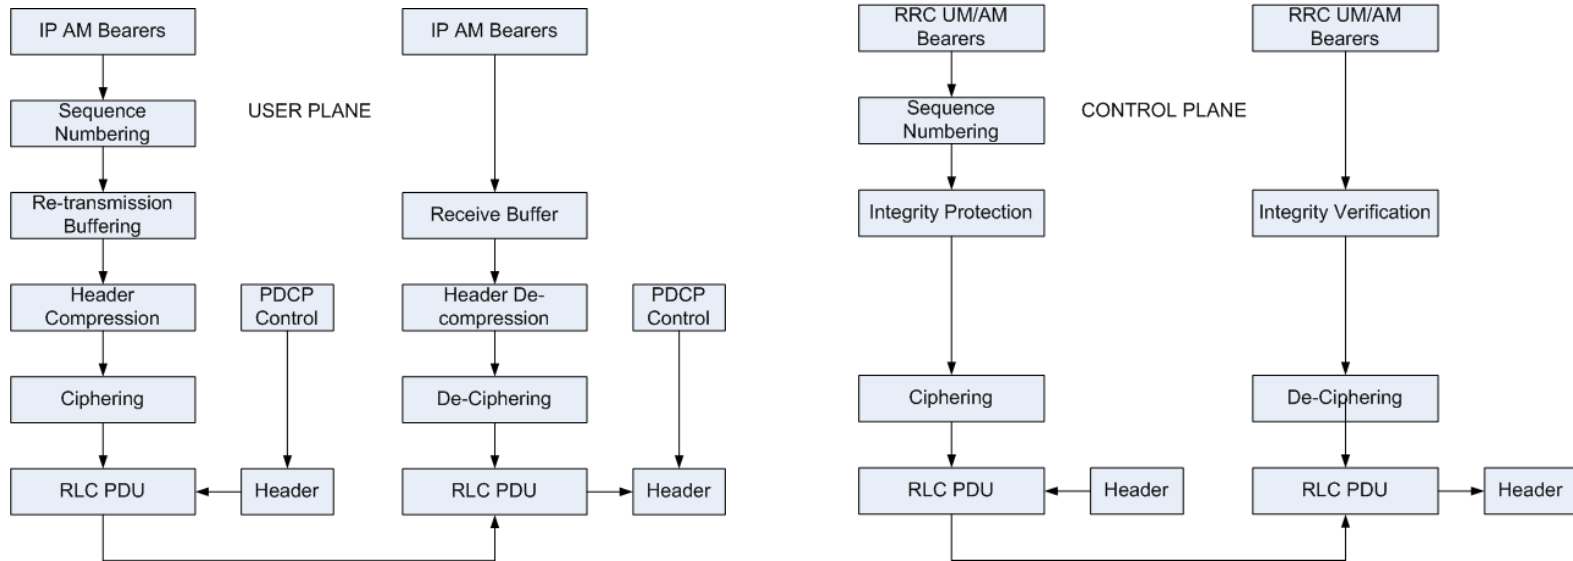 IP AM Bearers
Sequence
Numbering
Re-transmission
Buffering
Header
Compression
PDCP
Control
Ciphering
RLC PDU
Header
USER PLANE
IP AM Bearers
Receive Buffer
Header De-
compression
PDCP
Control
De-Ciphering
RLC PDU
Header
RRC UM/AM
Bearers
Sequence
Numbering
Integrity Protection
Ciphering
RLC PDU
Header
CONTROL PLANE
RRC UM/AM
Bearers
Integrity Verification
De-Ciphering
RLC PDU
Header